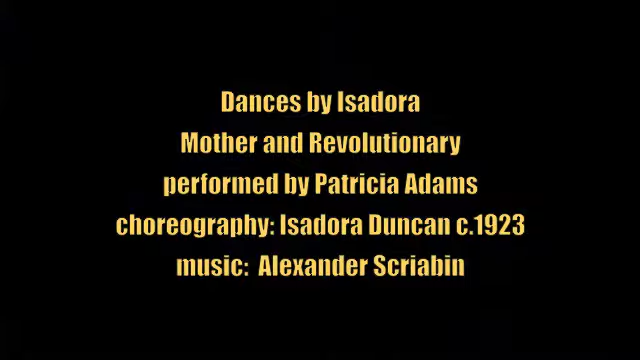 Dances by Isadora
Mother and Revolutionary
performed by Patricia Adams
choreography: Isadora Duncan c.1923
music:  Alexander Scriabin